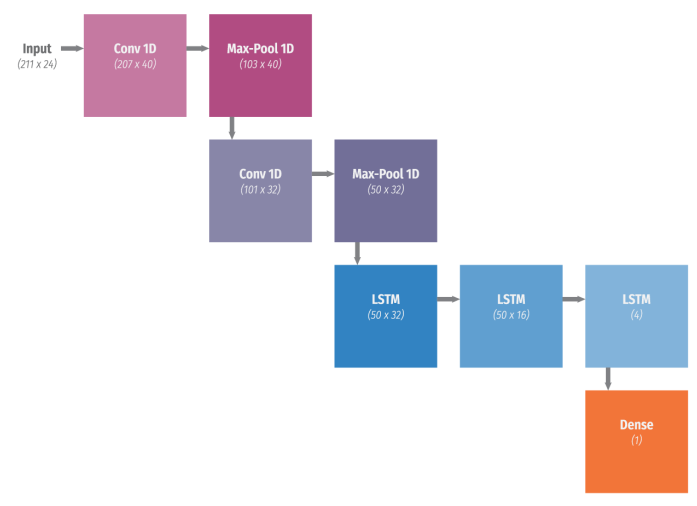 Input
(211 x 24)
Conv 1D
(207 x 40)
Max-Pool 1D
(103 x 40)
Conv 1D
(101 x 32)
Max-Pool 1D
(50 x 32)
LSTM
(50 x 32)
LSTM
(50 x 16)
LSTM
(4)
Dense
(1)